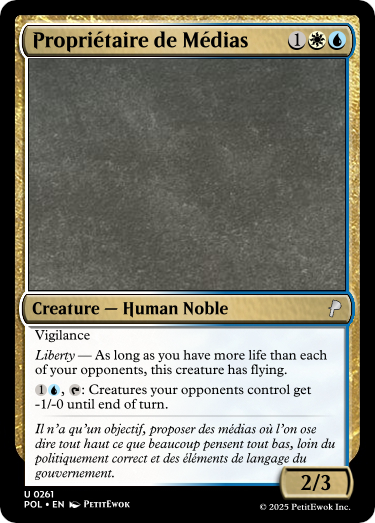 Propriétaire de Médias 1
Creature — Human Noble
Vigilance
Liberty — As long as you have more life than each
of your opponents, this creature has flying.
1, : Creatures your opponents control get
-1/-0 until end of turn.
Il n'a qu'un objectif, proposer des médias où l'on ose
dire tout haut ce que beaucoup pensent tout bas, loin du
politiquement correct et des éléments de langage du
gouvernement.
2/3
U 0261
POL • EN PetitEwok
© 2025 PetitEwok Inc.